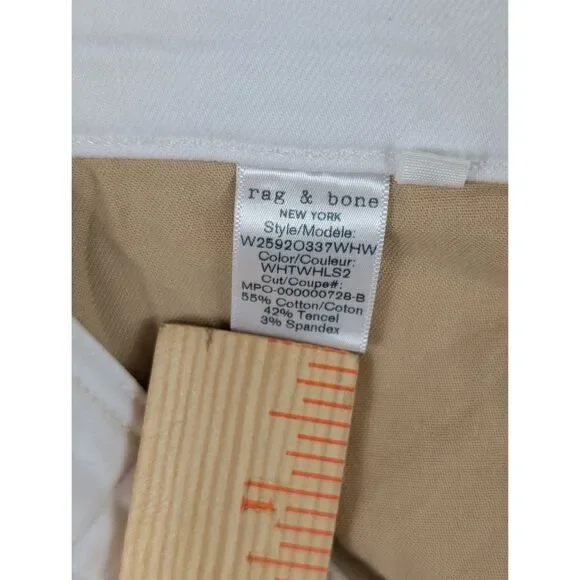 rag & bone
NEW YORK
Style/Modèle:
W2592O337WHW
Color/Couleur:
WHTWHLS2
Cut/Coupe#:
MPO-000000728-B
55% Cotton/Coton
42% Tencel
3% Spandex
1